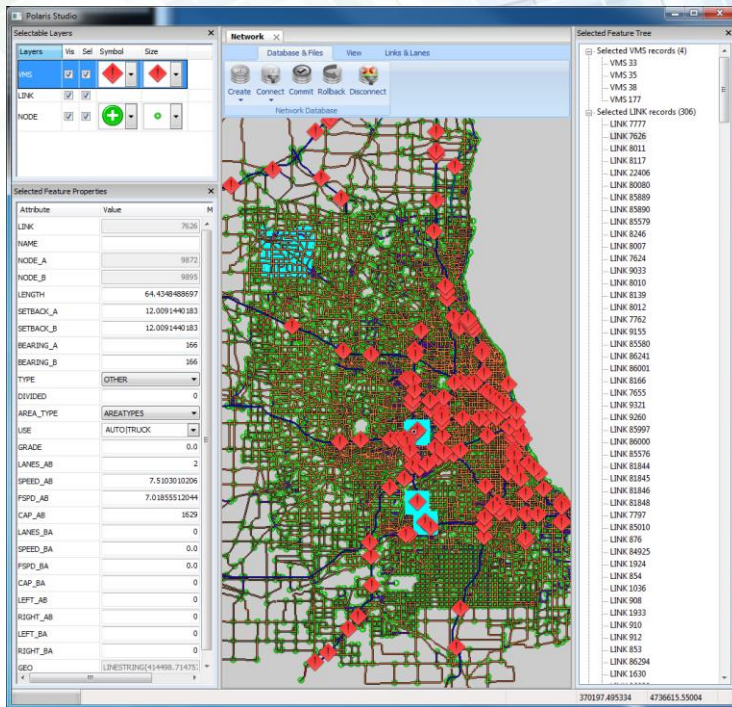 Polaris Studio
Selectable Layers
Layers Vis Sel Symbol Size
VMS
LINK
NODE
Selected Feature Properties
Attribute Value M
LINK 7626
NAME
NODE_A 9872
NODE_B 9895
LENGTH 64.4348488697
SETBACK_A 12.0091440183
SETBACK_B 12.0091440183
BEARING_A 166
BEARING_B 166
TYPE OTHER
DIVIDED 0
AREA_TYPE AREATYPE5
USE AUTO|TRUCK
GRADE 0.0
LANES_AB 2
SPEED_AB 7.5103010206
FSPD_AB 7.01855512044
CAP_AB 1629
LANES_BA 0
SPEED_BA 0.0
FSPD_BA 0.0
CAP_BA 0
LEFT_AB 0
RIGHT_AB 0
LEFT_BA 0
RIGHT_BA 0
GEO LINESTRING(414498.71475
Network
Database & Files View Links & Lanes
Create Connect Commit Rollback Disconnect
Network Database
Selected Feature Tree
Selected VMS records (4)
VMS 33
VMS 35
VMS 38
VMS 177
Selected LINK records (306)
LINK 7777
LINK 7626
LINK 8011
LINK 8117
LINK 22406
LINK 80080
LINK 85889
LINK 85890
LINK 85579
LINK 8246
LINK 8007
LINK 7624
LINK 9033
LINK 8010
LINK 8139
LINK 8012
LINK 7762
LINK 9155
LINK 85580
LINK 86241
LINK 86001
LINK 8166
LINK 7655
LINK 9321
LINK 9260
LINK 85997
LINK 86000
LINK 85576
LINK 81844
LINK 81845
LINK 81846
LINK 81848
LINK 7797
LINK 85010
LINK 876
LINK 84925
LINK 1924
LINK 854
LINK 1036
LINK 908
LINK 1933
LINK 910
LINK 912
LINK 853
LINK 86294
LINK 1630
370197.495334 4736615.55004